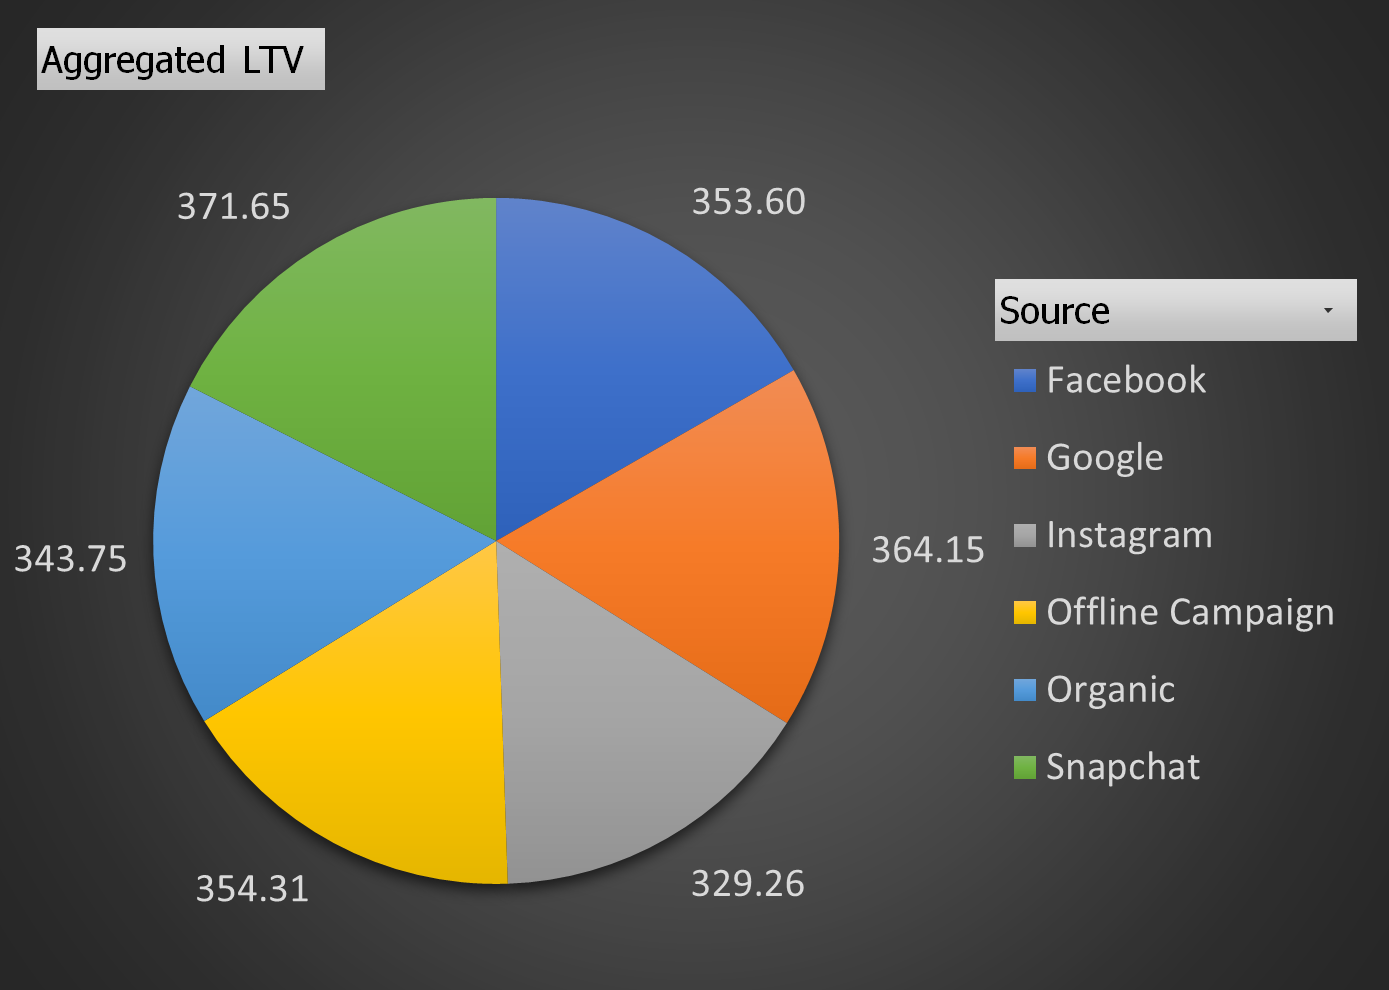 Aggregated LTV
371.65
353.60
Source
Facebook
Google
Instagram
Offline Campaign
Organic
Snapchat
343.75
364.15
354.31
329.26